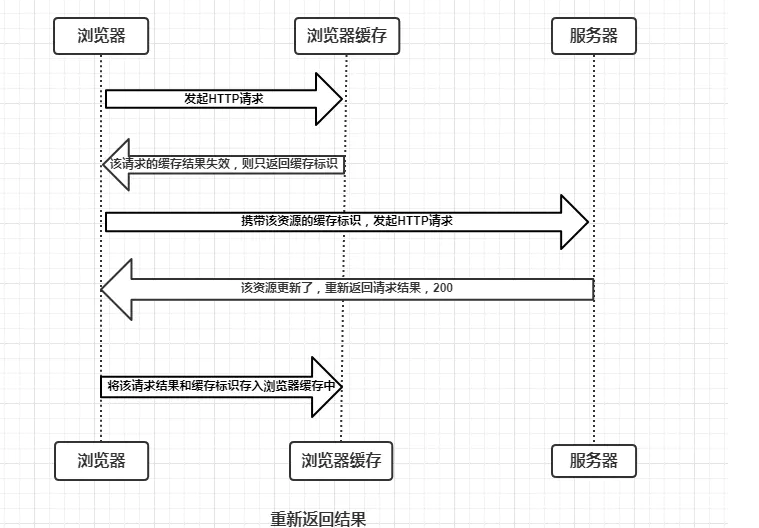 浏览器
浏览器缓存
服务器
发起HTTP请求
该请求的缓存结果失效，则只返回缓存标识
携带该资源的缓存标识，发起HTTP请求
该资源更新了，重新返回请求结果，200
将该请求结果和缓存标识存入浏览器缓存中
浏览器
浏览器缓存
服务器
重新返回结果